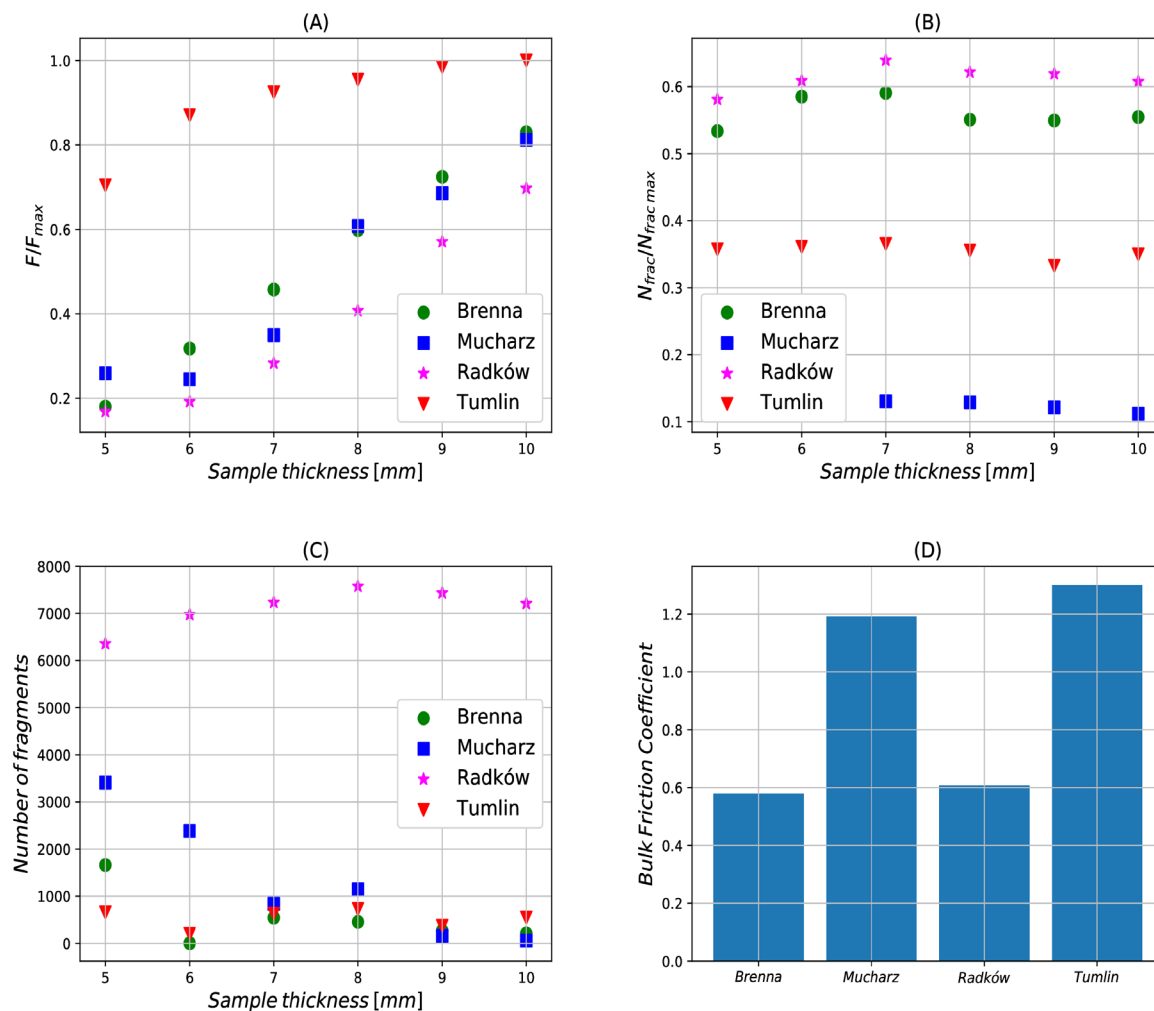 (A)
1.0
0.8
0.6
0.4
0.2
F/F_max
5 6 7 8 9 10
Sample thickness [mm]
Brenna
Mucharz
Radków
Tumlin
(B)
0.6
0.5
0.4
0.3
0.2
0.1
N_frac/N_frac max
5 6 7 8 9 10
Sample thickness [mm]
Brenna
Mucharz
Radków
Tumlin
(C)
8000
7000
6000
5000
4000
3000
2000
1000
0
Number of fragments
5 6 7 8 9 10
Sample thickness [mm]
Brenna
Mucharz
Radków
Tumlin
(D)
1.2
1.0
0.8
0.6
0.4
0.2
0.0
Bulk Friction Coefficient
Brenna Mucharz Radków Tumlin